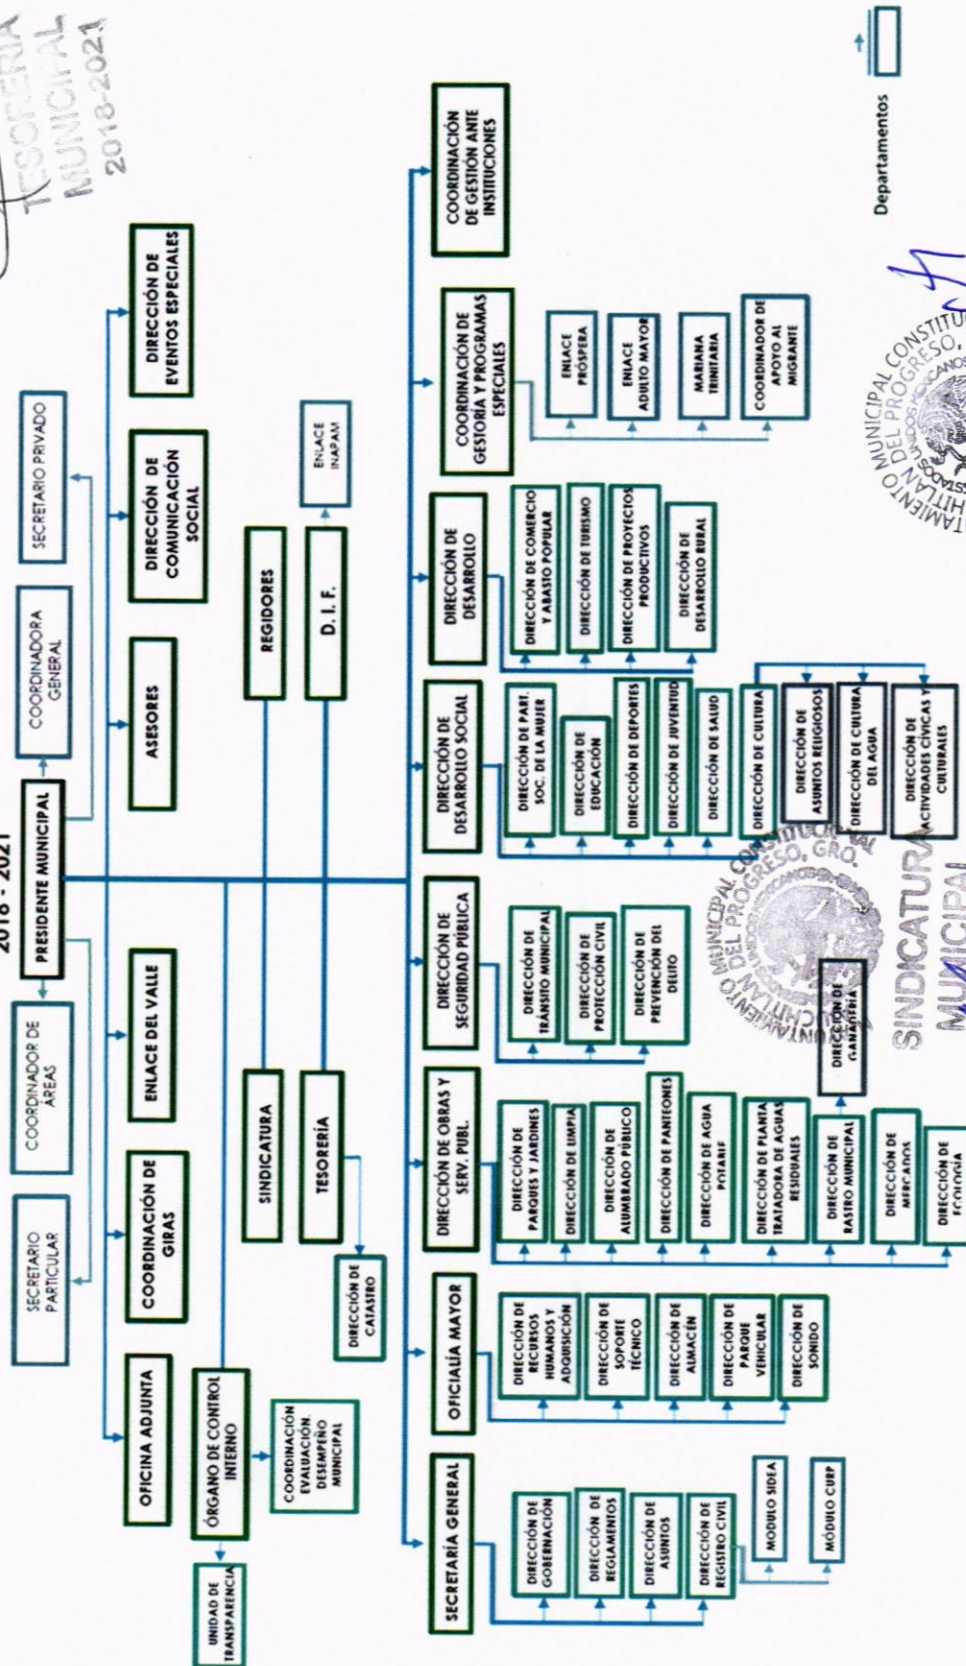 2018 - 2021
TESORERIA
MUNICIPAL
2018-2021
SECRETARIO
PARTICULAR
COORDINADOR DE
ÁREAS
PRESIDENTE MUNICIPAL
COORDINADORA
GENERAL
SECRETARIO PRIVADO
OFICINA ADJUNTA
COORDINACIÓN DE
GIRAS
ENLACE DEL VALLE
ASESORES
DIRECCIÓN DE
COMUNICACIÓN
SOCIAL
DIRECCIÓN DE
EVENTOS ESPECIALES
ÓRGANO DE CONTROL
INTERNO
UNIDAD DE
TRANSPARENCIA
COORDINACIÓN
EVALUACIÓN.
DESEMPEÑO
MUNICIPAL
SINDICATURA
REGIDORES
TESORERÍA
D. I. F.
ENLACE
INAPAM
DIRECCIÓN DE
CATASTRO
SECRETARÍA GENERAL
OFICIALÍA MAYOR
DIRECCIÓN DE OBRAS Y
SERV. PUBL.
DIRECCIÓN DE
SEGURIDAD PÚBLICA
DIRECCIÓN DE
DESARROLLO SOCIAL
DIRECCIÓN DE
DESARROLLO
COORDINACIÓN DE
GESTORÍA Y PROGRAMAS
ESPECIALES
COORDINACIÓN
DE GESTIÓN ANTE
INSTITUCIONES
DIRECCIÓN DE
GOBERNACIÓN
DIRECCIÓN DE
REGLAMENTOS
DIRECCIÓN DE
ASUNTOS
DIRECCIÓN DE
REGISTRO CIVIL
MÓDULO SIDEA
MÓDULO CURP
DIRECCIÓN DE
RECURSOS
HUMANOS Y
ADQUISICIÓN
DIRECCIÓN DE
SOPORTE
TÉCNICO
DIRECCIÓN DE
ALMACÉN
DIRECCIÓN DE
PARQUE
VEHICULAR
DIRECCIÓN DE
SONIDO
DIRECCIÓN DE
PARQUES Y JARDINES
DIRECCIÓN DE LIMPIA
DIRECCIÓN DE
ALUMBRADO PÚBLICO
DIRECCIÓN DE PANTEONES
DIRECCIÓN DE AGUA
POTABLE
DIRECCIÓN DE PLANTA
TRATADORA DE AGUAS
RESIDUALES
DIRECCIÓN DE
RASTRO MUNICIPAL
DIRECCIÓN DE
GANADERÍA
DIRECCIÓN DE
MERCADOS
DIRECCIÓN DE
ECOLOGÍA
DIRECCIÓN DE
TRÁNSITO MUNICIPAL
DIRECCIÓN DE
PROTECCIÓN CIVIL
DIRECCIÓN DE
PREVENCIÓN DEL
DELITO
DIRECCIÓN DE PART.
SOC. DE LA MUJER
DIRECCIÓN DE
EDUCACIÓN
DIRECCIÓN DE DEPORTES
DIRECCIÓN DE JUVENTUD
DIRECCIÓN DE SALUD
DIRECCIÓN DE CULTURA
DIRECCIÓN DE
ASUNTOS RELIGIOSOS
DIRECCIÓN DE CULTURA
DEL AGUA
DIRECCIÓN DE
ACTIVIDADES CÍVICAS Y
CULTURALES
DIRECCIÓN DE COMERCIO
Y ABASTO POPULAR
DIRECCIÓN DE TURISMO
DIRECCIÓN DE PROYECTOS
PRODUCTIVOS
DIRECCIÓN DE
DESARROLLO RURAL
ENLACE
PRÓSPERA
ENLACE
ADULTO MAYOR
MARIANA
TRINITARIA
COORDINADOR DE
APOYO AL
MIGRANTE
Departamentos
MUNICIPAL CONSTITUCIONAL
DEL PROGRESO, GRO.
SINDICATURA
MUNICIPAL
MUNICIPAL
DEL PROGRESO,